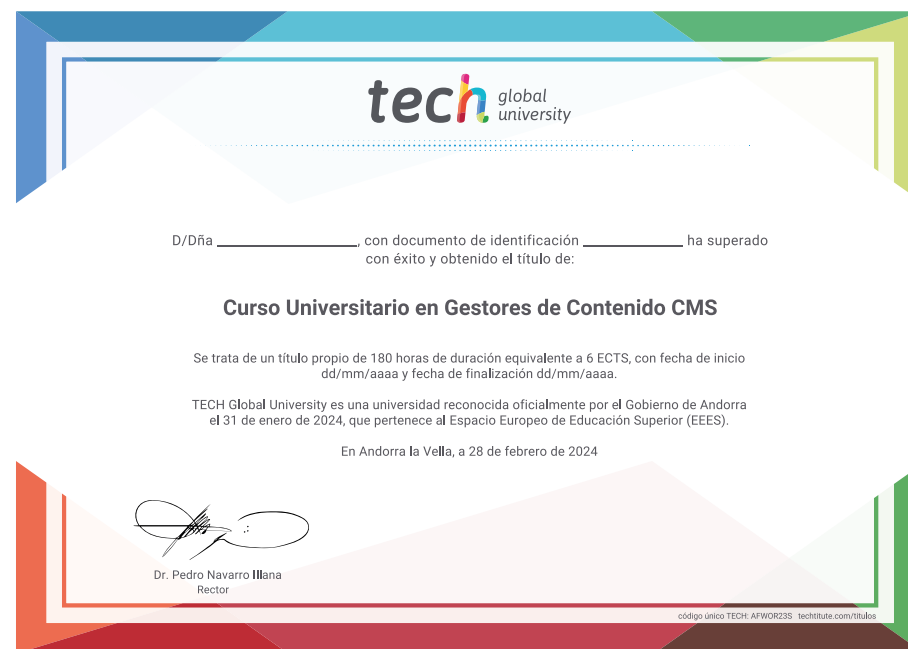 tech global
university
D/Dña ____________________, con documento de identificación ______________ ha superado
con éxito y obtenido el título de:
Curso Universitario en Gestores de Contenido CMS
Se trata de un título propio de 180 horas de duración equivalente a 6 ECTS, con fecha de inicio
dd/mm/aaaa y fecha de finalización dd/mm/aaaa.
TECH Global University es una universidad reconocida oficialmente por el Gobierno de Andorra
el 31 de enero de 2024, que pertenece al Espacio Europeo de Educación Superior (EEES).
En Andorra la Vella, a 28 de febrero de 2024
Dr. Pedro Navarro Illana
Rector
código único TECH: AFWOR23S techtitute.com/titulos